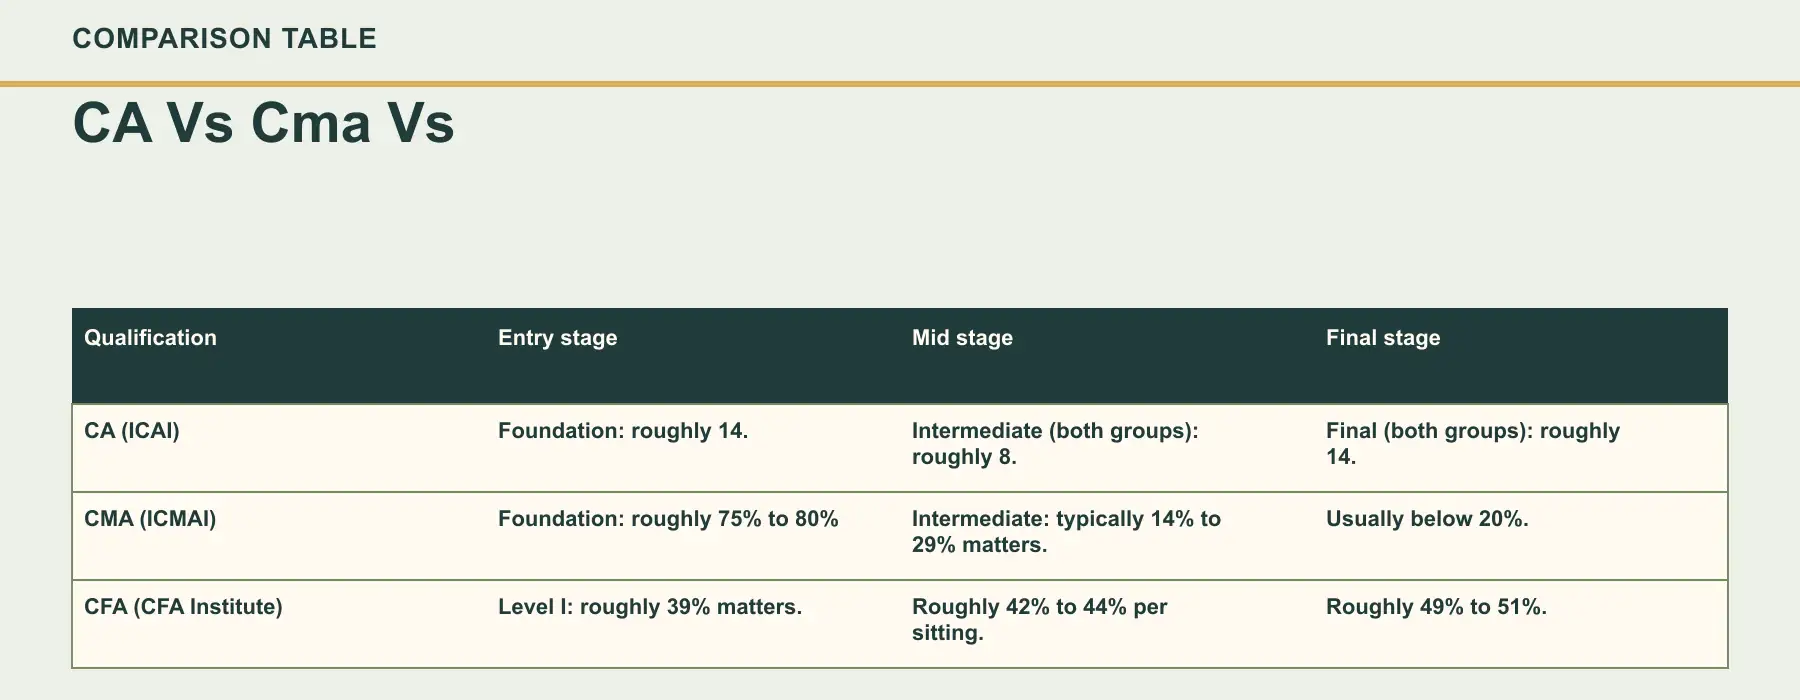 COMPARISON TABLE
CA Vs Cma Vs
Qualification Entry stage Mid stage Final stage
CA (ICAI) Foundation: roughly 14. Intermediate (both groups): Final (both groups): roughly
roughly 8. 14.
CMA (ICMAI) Foundation: roughly 75% to 80% Intermediate: typically 14% to Usually below 20%.
29% matters.
CFA (CFA Institute) Level I: roughly 39% matters. Roughly 42% to 44% per Roughly 49% to 51%.
sitting.